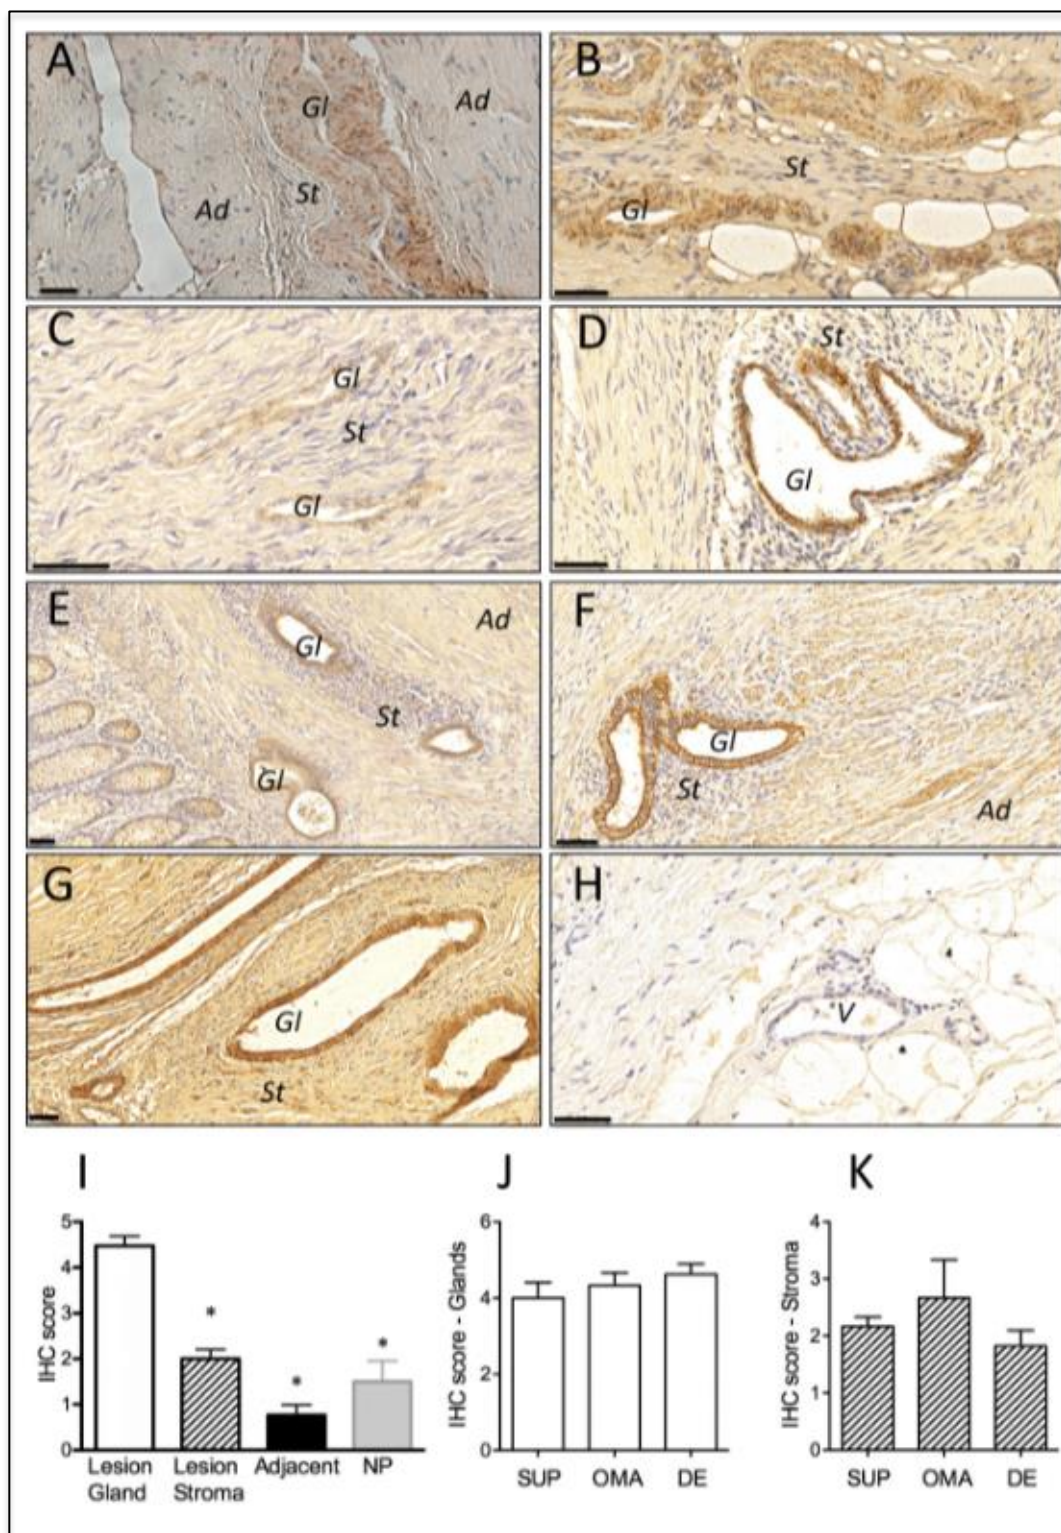 A
Gl
Ad
St
Ad
B
St
Gl
C
Gl
St
Gl
D
St
Gl
E
Ad
Gl
St
Gl
F
Gl
St
Ad
G
Gl
St
H
V
I
IHC score
5
4
3
2
1
0
*
*
*
Lesion Gland
Lesion Stroma
Adjacent
NP
J
IHC score - Glands
6
4
2
0
SUP
OMA
DE
K
IHC score - Stroma
4
3
2
1
0
SUP
OMA
DE